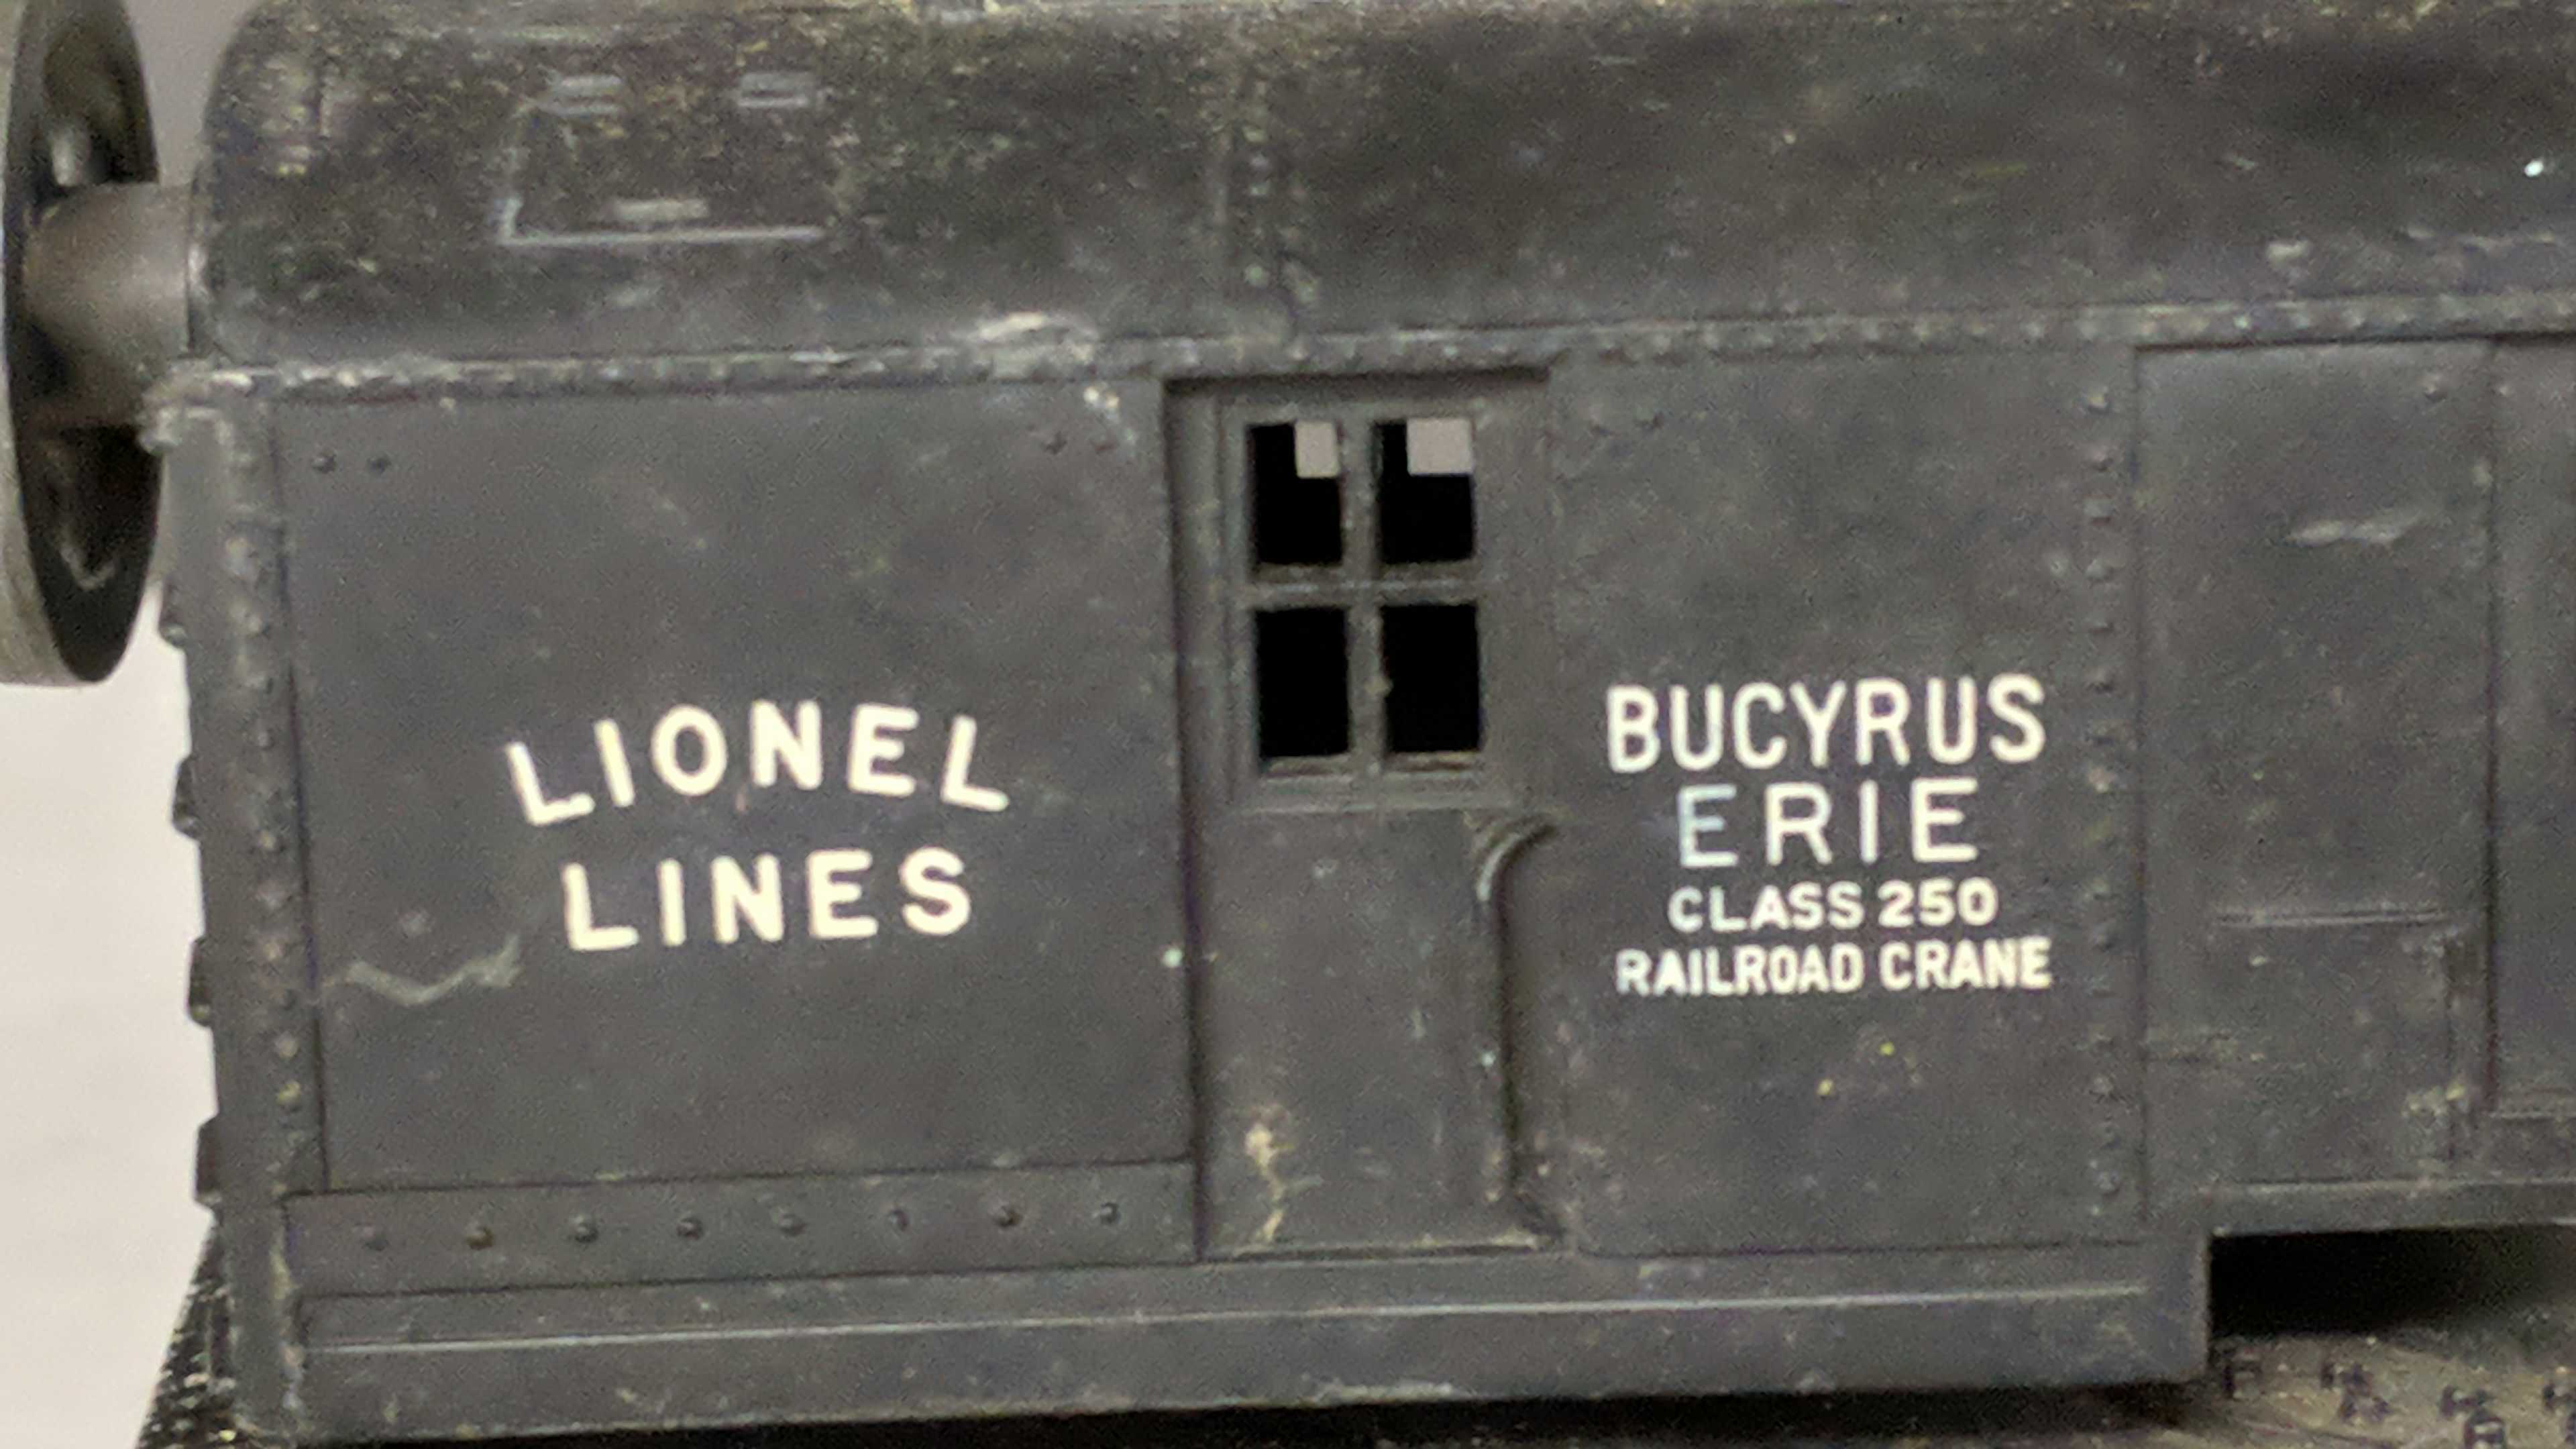 LIONEL
LINES
BUCYRUS
ERIE
CLASS 250
RAILROAD CRANE